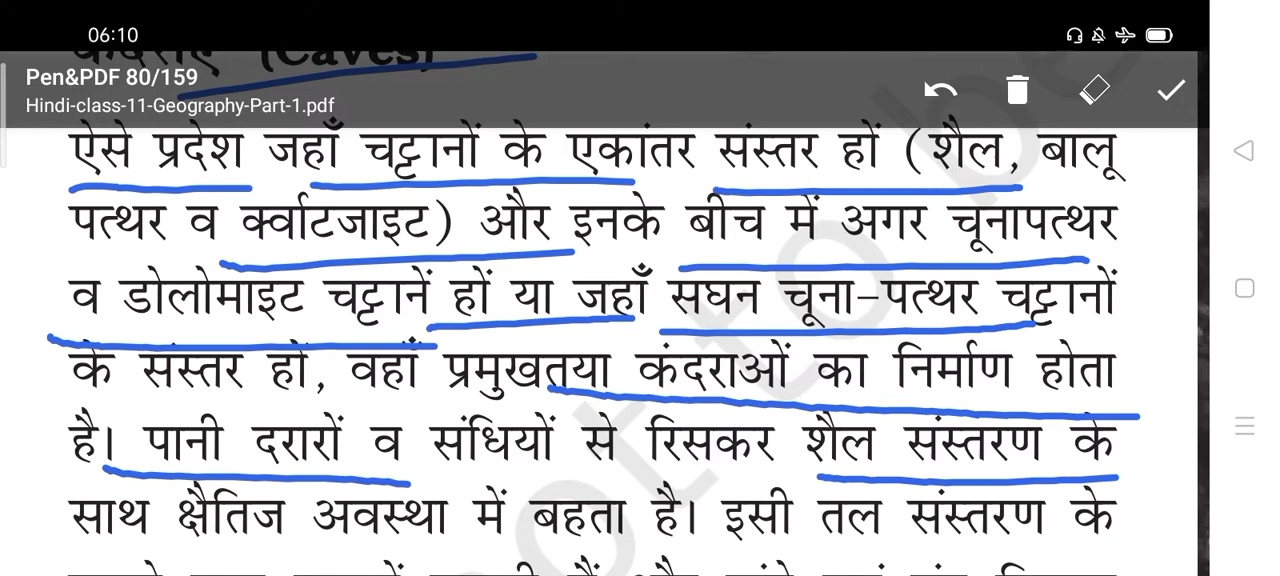 06:10
(Caves)
Pen&PDF 80/159
Hindi-class-11-Geography-Part-1.pdf
ऐसे प्रदेश जहाँ चट्टानों के एकांतर संस्तर हों (शैल, बालू
पत्थर व क्वार्टजाइट) और इनके बीच में अगर चूनापत्थर
व डोलोमाइट चट्टानें हों या जहाँ सघन चूना-पत्थर चट्टानों
के संस्तर हों, वहाँ प्रमुखतया कंदराओं का निर्माण होता
है। पानी दरारों व संधियों से रिसकर शैल संस्तरण के
साथ क्षैतिज अवस्था में बहता है। इसी तल संस्तरण के